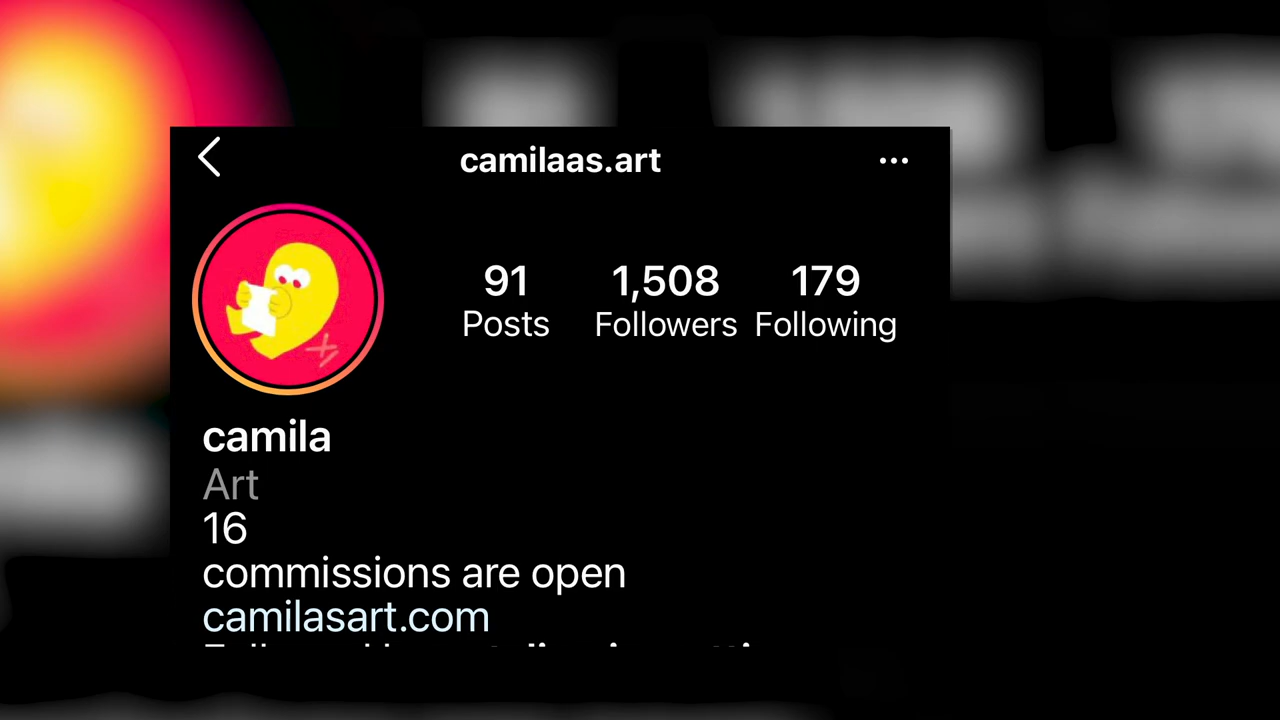 camilaas.art
91 1,508 179
Posts Followers Following
camila
Art
16
commissions are open
camilasart.com